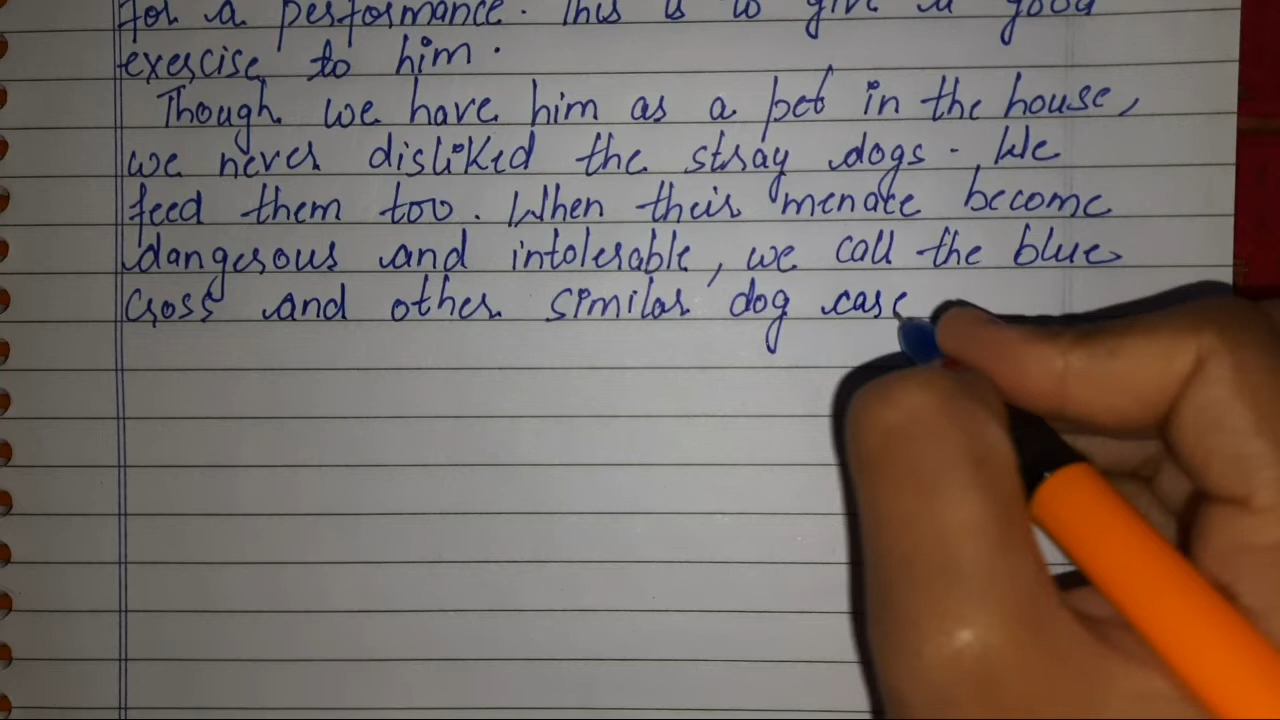 for a performance. This is to give a good
exercise to him.
Though we have him as a pet in the house,
we never disliked the stray dogs. We
feed them too. When their menace become
dangerous and intolerable, we call the blue
cross and other similar dog care